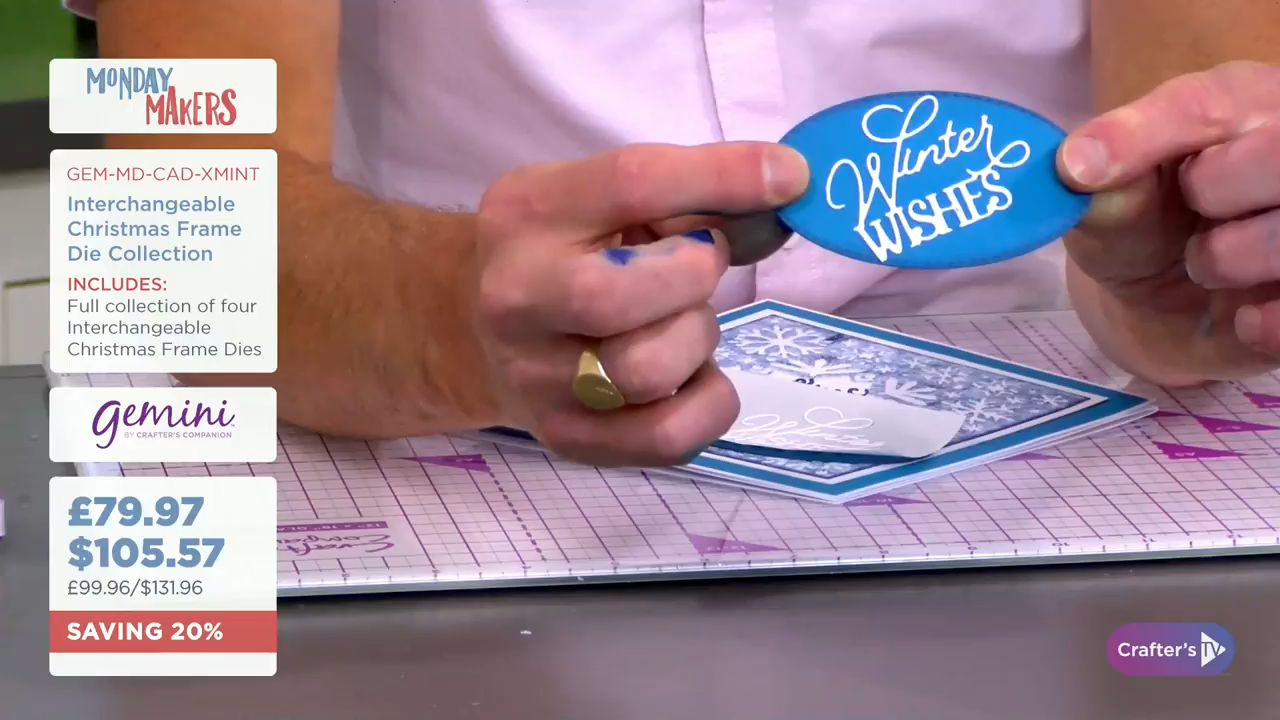 MONDAY
MAKERS
GEM-MD-CAD-XMINT
Interchangeable
Christmas Frame
Die Collection
INCLUDES:
Full collection of four
Interchangeable
Christmas Frame Dies
gemini
BY CRAFTER'S COMPANION
£79.97
$105.57
£99.96/$131.96
SAVING 20%
Winter
WISHES
Crafter's TV